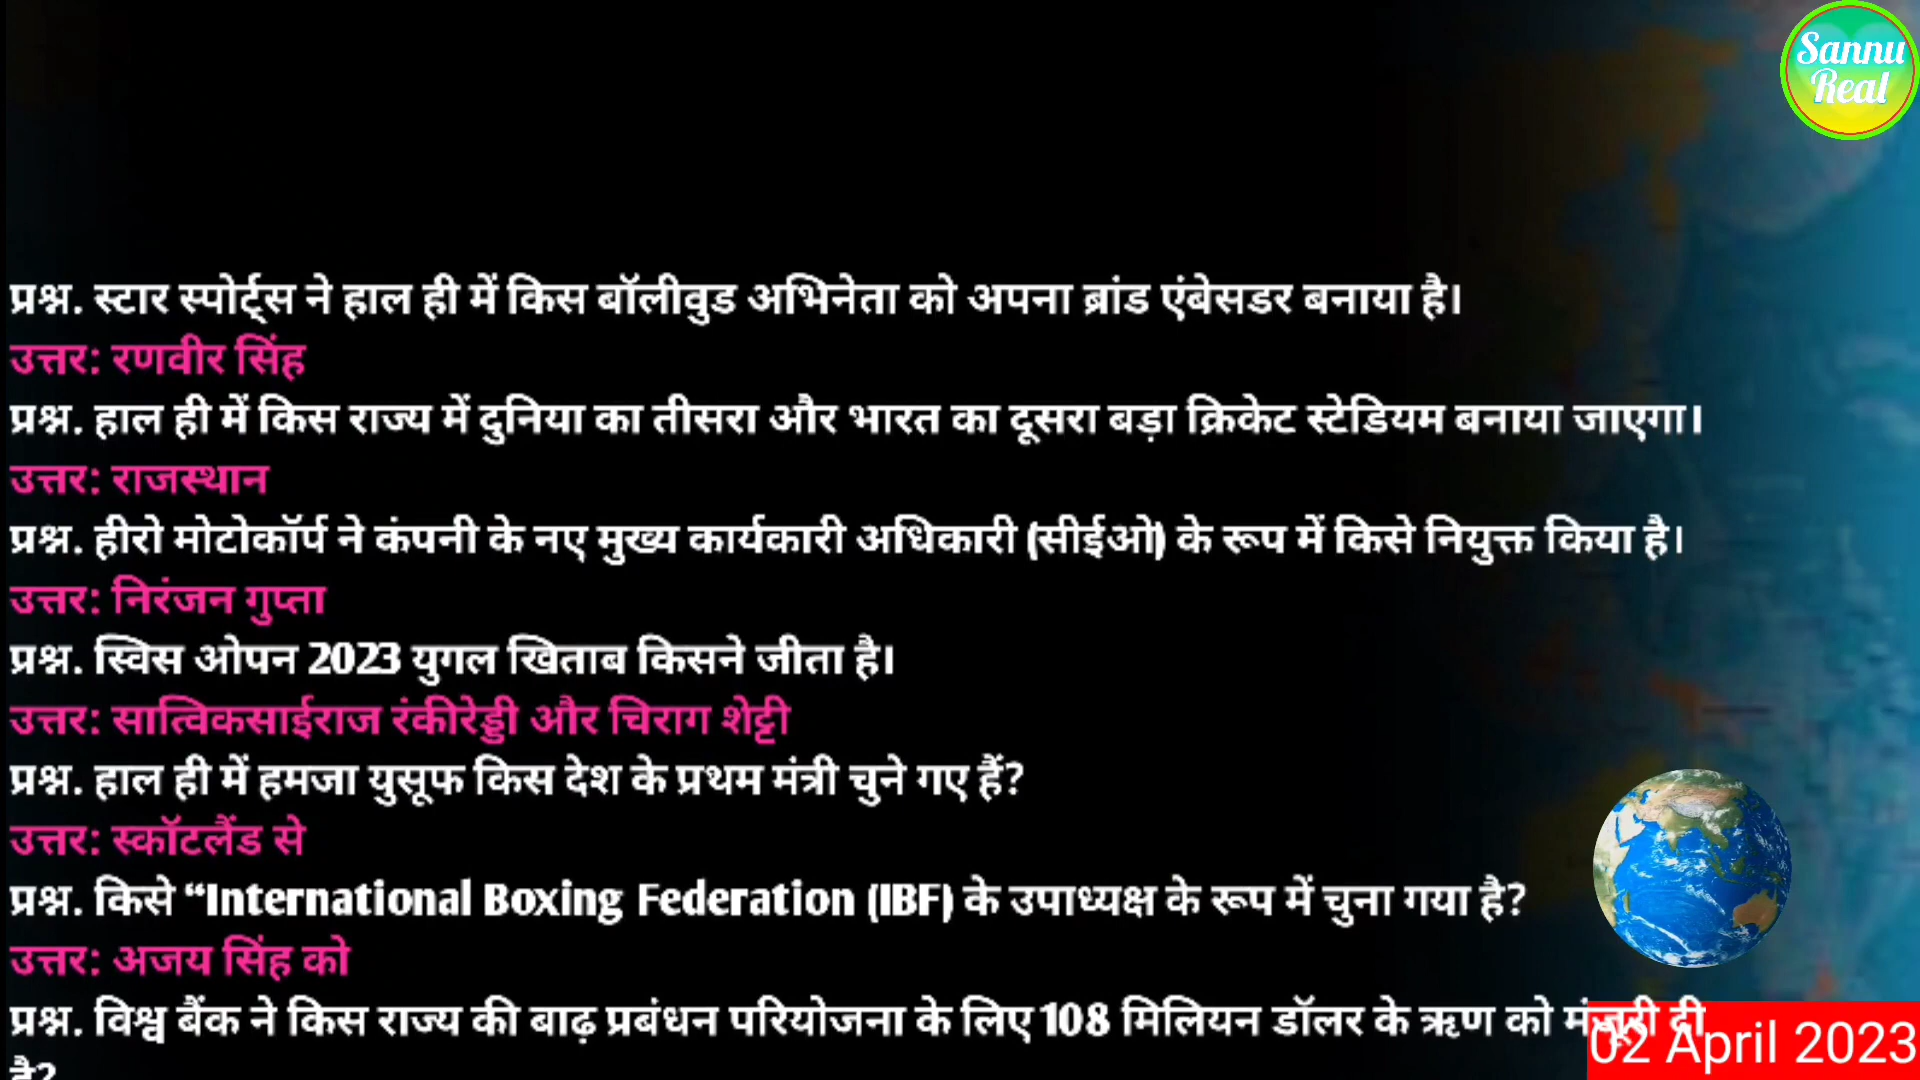 Sannu
Real
प्रश्न. स्टार स्पोर्ट्स ने हाल ही में किस बॉलीवुड अभिनेता को अपना ब्रांड एंबेसडर बनाया है।
उत्तर: रणवीर सिंह
प्रश्न. हाल ही में किस राज्य में दुनिया का तीसरा और भारत का दूसरा बड़ा क्रिकेट स्टेडियम बनाया जाएगा।
उत्तर: राजस्थान
प्रश्न. हीरो मोटोकॉर्प ने कंपनी के नए मुख्य कार्यकारी अधिकारी (सीईओ) के रूप में किसे नियुक्त किया है।
उत्तर: निरंजन गुप्ता
प्रश्न. स्विस ओपन 2023 युगल खिताब किसने जीता है।
उत्तर: सात्विकसाईराज रंकीरेड्डी और चिराग शेट्टी
प्रश्न. हाल ही में हमजा युसूफ किस देश के प्रथम मंत्री चुने गए हैं?
उत्तर: स्कॉटलैंड से
प्रश्न. किसे “International Boxing Federation (IBF) के उपाध्यक्ष के रूप में चुना गया है?
उत्तर: अजय सिंह को
प्रश्न. विश्व बैंक ने किस राज्य की बाढ़ प्रबंधन परियोजना के लिए 108 मिलियन डॉलर के ऋण को मंजूरी दी
है?
02 April 2023